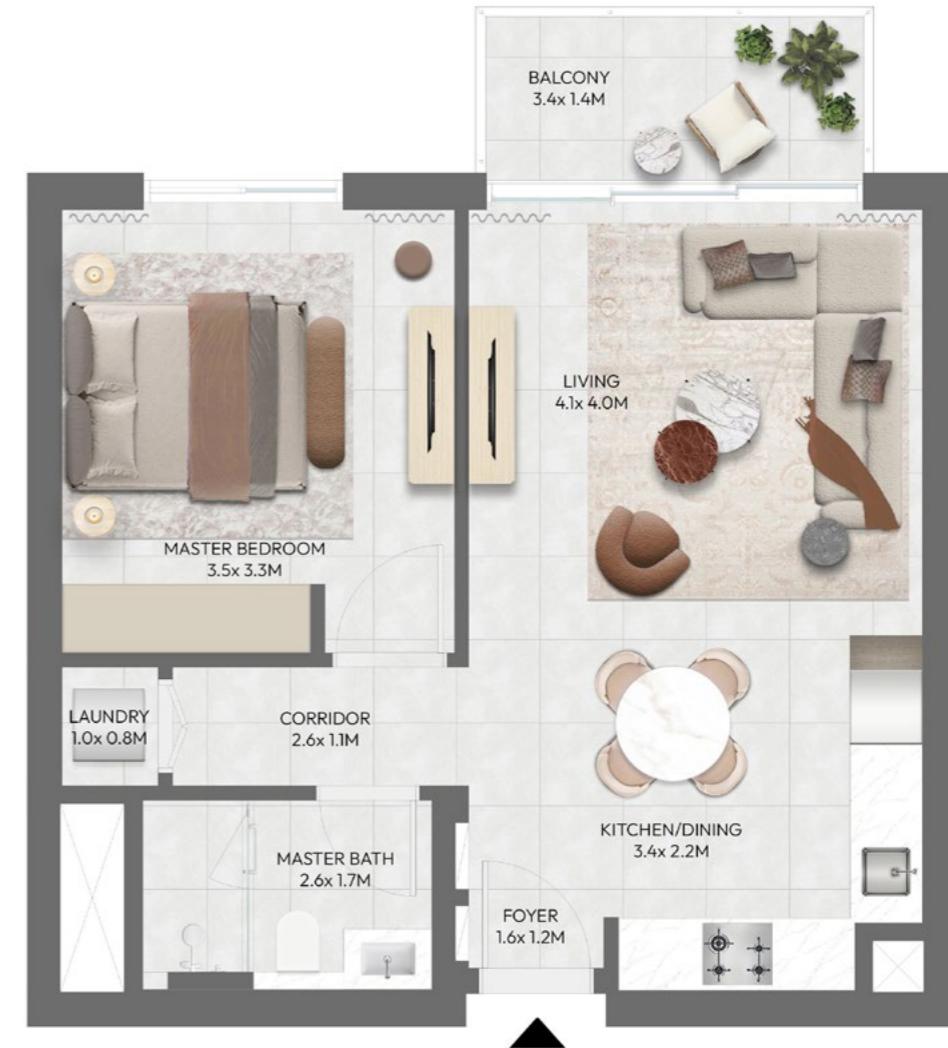 BALCONY
3.4x 1.4M
LIVING
4.1x 4.0M
MASTER BEDROOM
3.5x 3.3M
LAUNDRY
1.0x 0.8M
CORRIDOR
2.6x 1.1M
KITCHEN/DINING
3.4x 2.2M
MASTER BATH
2.6x 1.7M
FOYER
1.6x 1.2M